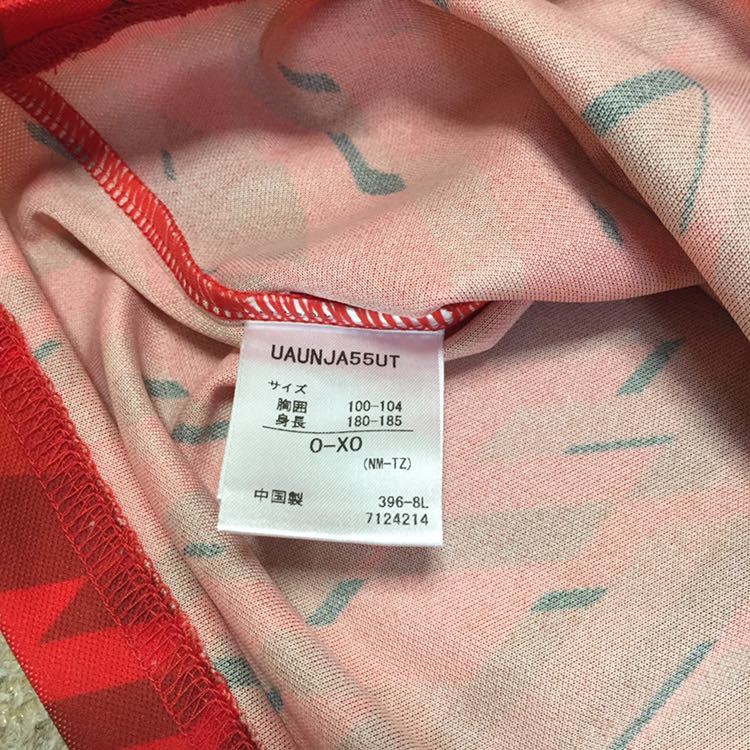 UAUNJA55UT
サイズ
胸囲 100-104
身長 180-185
O-XO
(NM-TZ)
中国製 396-8L
7124214